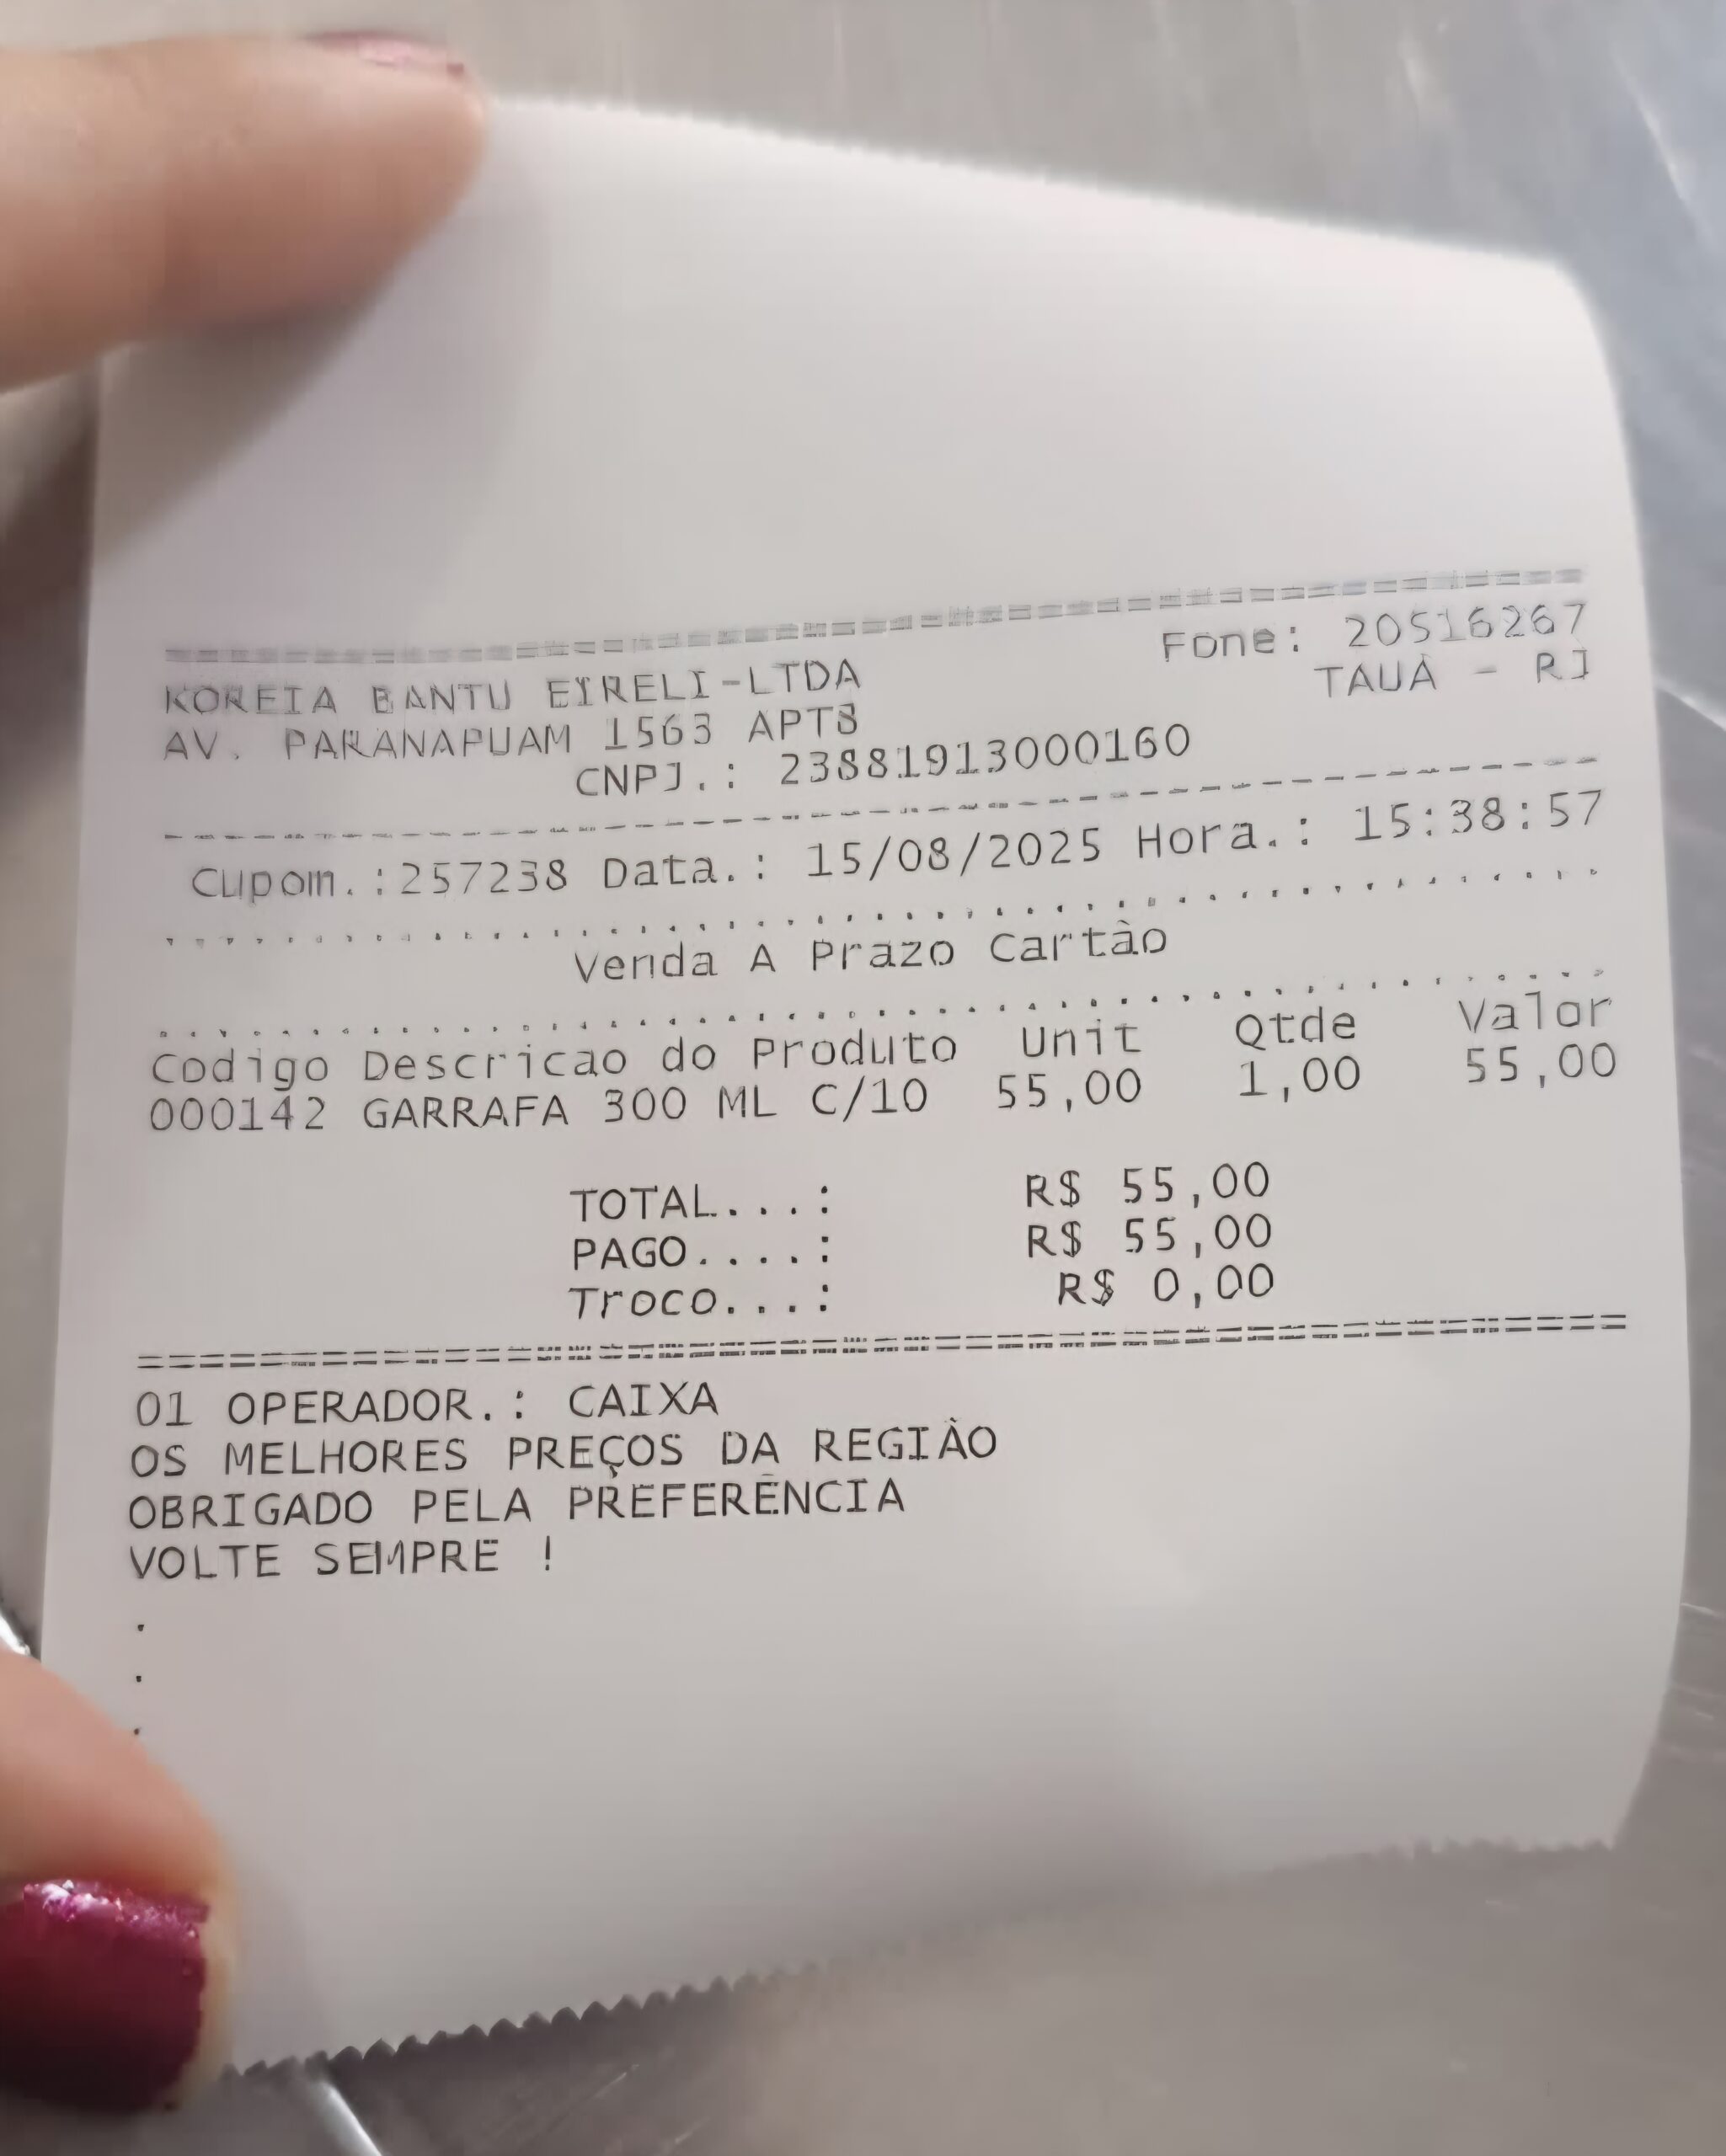 ==================================================
Fone: 20516267
KOREIA BANTU EIRELI-LTDA TAUÁ - RJ
AV. PARANAPUAM 1563 APTS
CNPJ.: 23881913000160
--------------------------------------------------
Cupom.:257238 Data.: 15/08/2025 Hora.: 15:38:57
..................................................
Venda A Prazo Cartão
..................................................
Codigo Descricao do Produto Unit Qtde Valor
000142 GARRAFA 300 ML C/10 55,00 1,00 55,00
TOTAL...: R$ 55,00
PAGO....: R$ 55,00
Troco...: R$ 0,00
==================================================
01 OPERADOR.: CAIXA
OS MELHORES PREÇOS DA REGIÃO
OBRIGADO PELA PREFERÊNCIA
VOLTE SEMPRE !
.
.
.